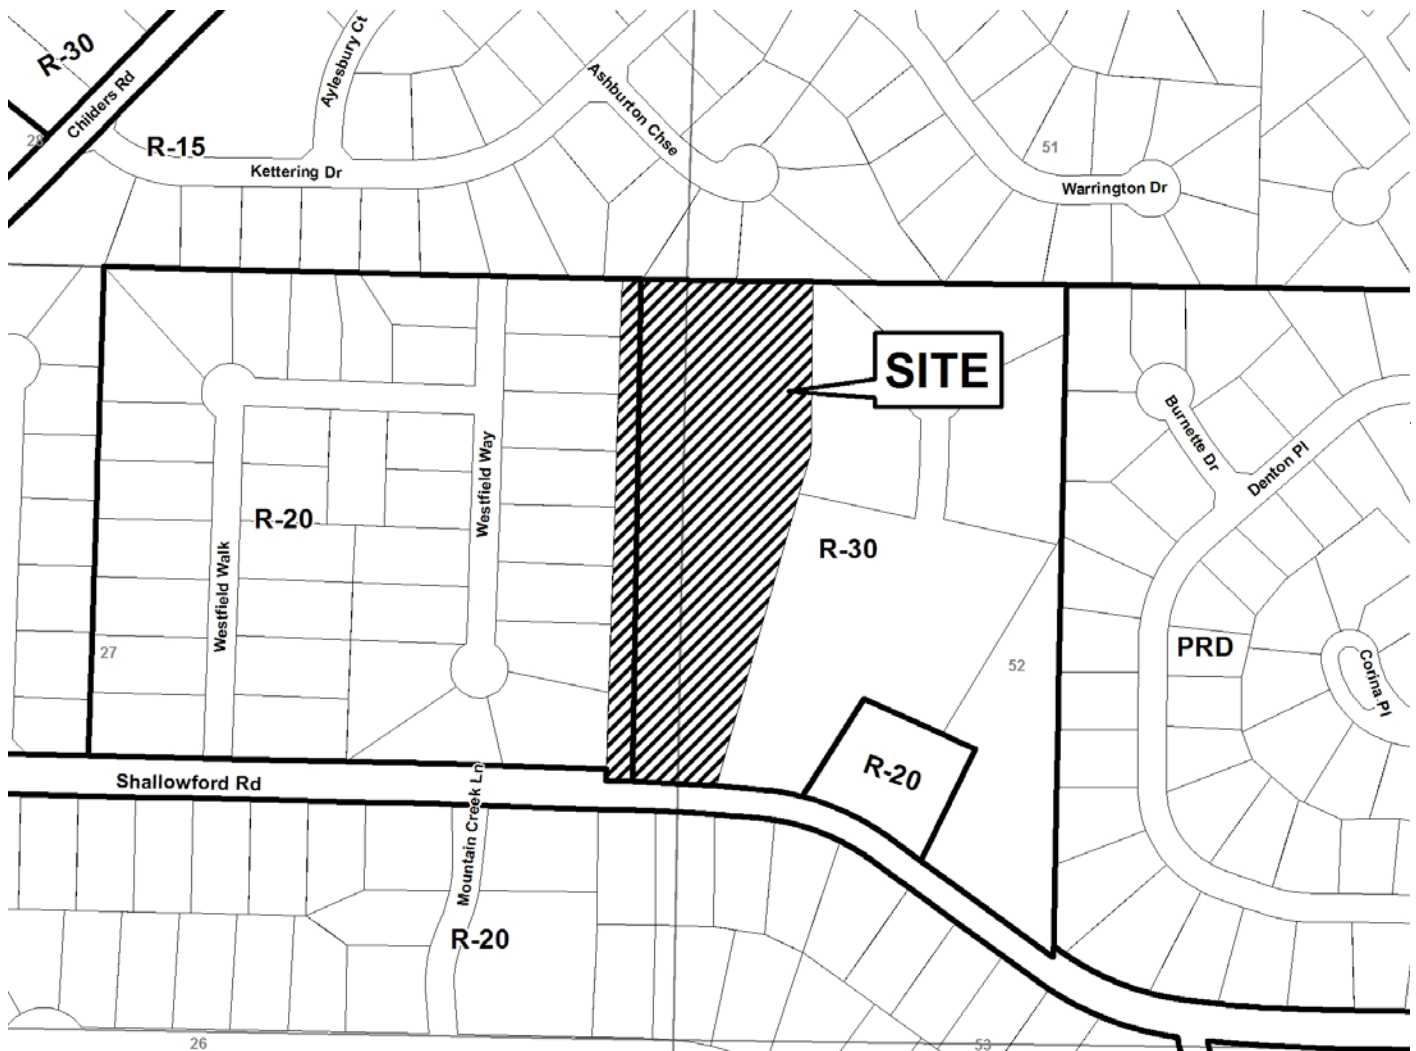 R-30
Childers Rd
28
R-15
Aylesbury Ct
Kettering Dr
Ashburton Chse
51
Warrington Dr
SITE
Burnette Dr
Denton Pl
Westfield Way
R-20
Westfield Walk
R-30
27
52
PRD
Corina Pl
R-20
Shallowford Rd
Mountain Creek Ln
R-20
26
53